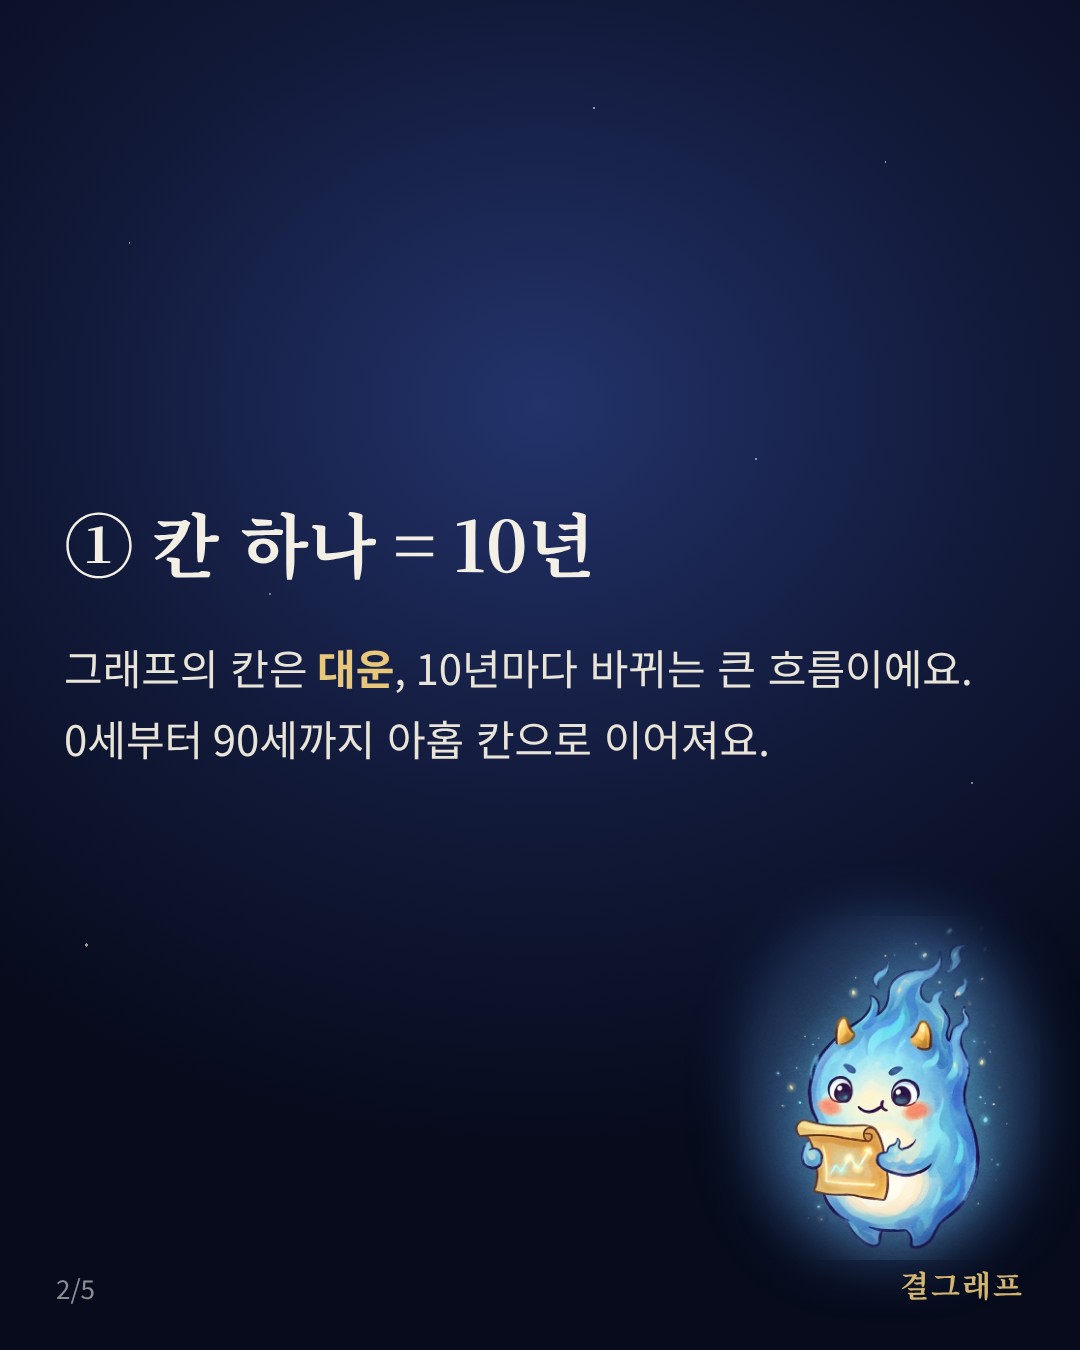 ① 칸 하나 = 10년
그래프의 칸은 대운, 10년마다 바뀌는 큰 흐름이에요.
0세부터 90세까지 아홉 칸으로 이어져요.
2/5
결그래프